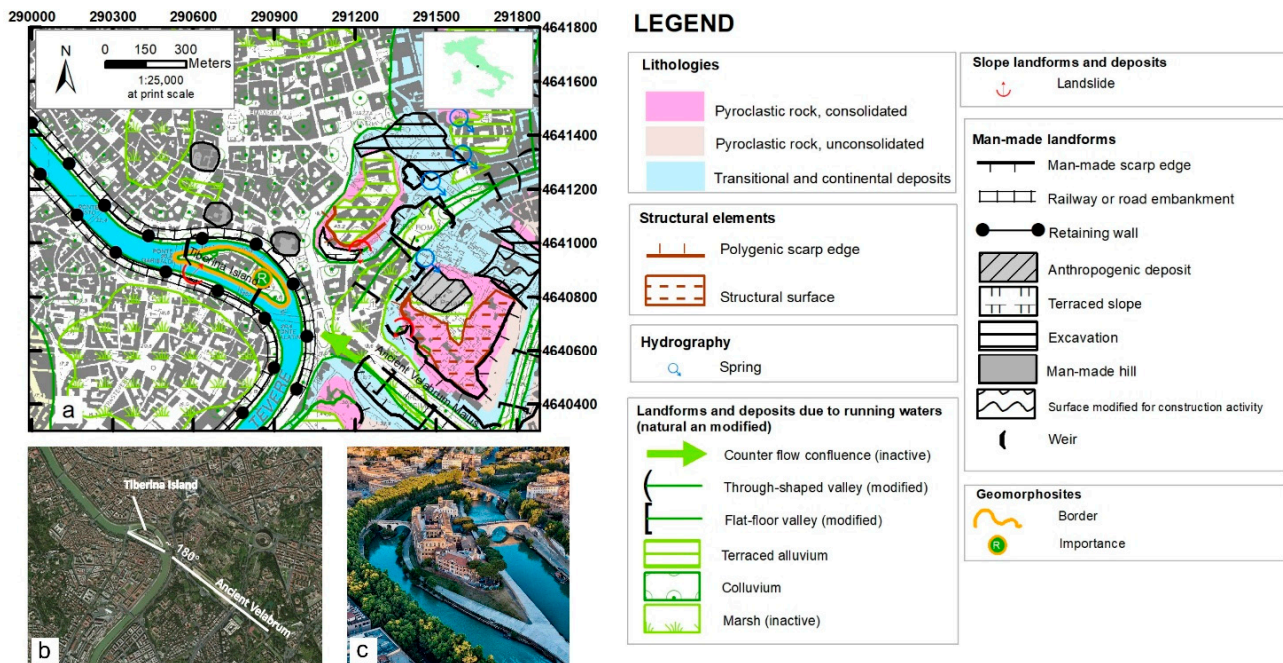 290000 290300 290600 290900 291200 291500 291800
4641800
4641600
4641400
4641200
4641000
4640800
4640600
4640400
N
0 150 300
Meters
1:25,000
at print scale
Tiberina Island
R
ROMA
TEVERE
Ancient Velabrum Mains
a
Tiberina Island
180°
Ancient Velabrum
b
c
LEGEND
Lithologies
Pyroclastic rock, consolidated
Pyroclastic rock, unconsolidated
Transitional and continental deposits
Structural elements
Polygenic scarp edge
Structural surface
Hydrography
Spring
Landforms and deposits due to running waters
(natural an modified)
Counter flow confluence (inactive)
Through-shaped valley (modified)
Flat-floor valley (modified)
Terraced alluvium
Colluvium
Marsh (inactive)
Slope landforms and deposits
Landslide
Man-made landforms
Man-made scarp edge
Railway or road embankment
Retaining wall
Anthropogenic deposit
Terraced slope
Excavation
Man-made hill
Surface modified for construction activity
Weir
Geomorphosites
Border
R
Importance